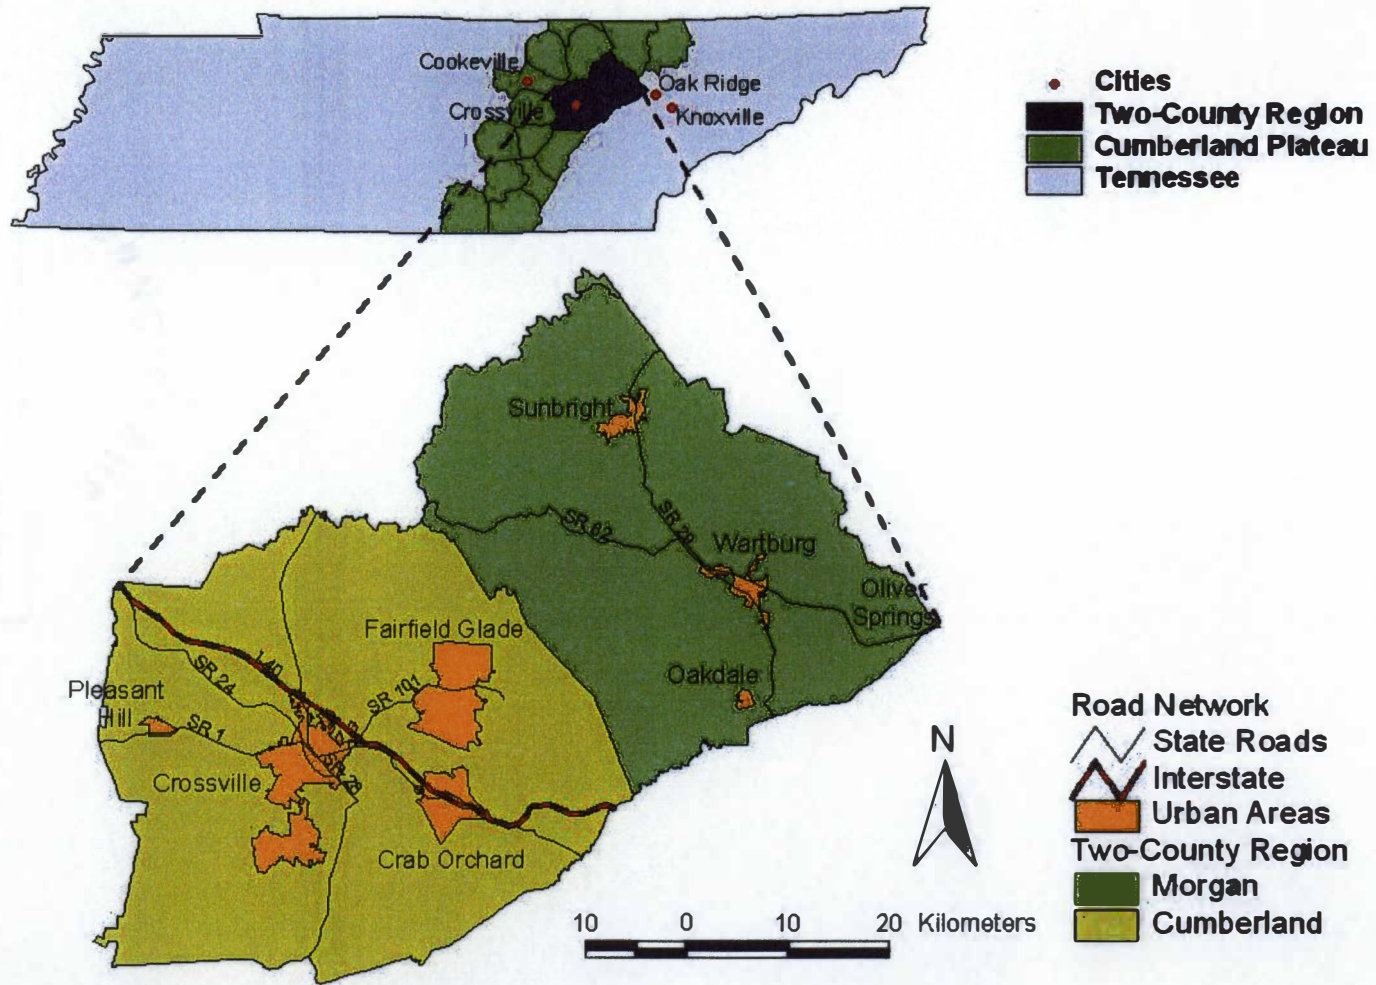 Cookeville
Oak Ridge
Crossville
Knoxville
Cities
Two-County Region
Cumberland Plateau
Tennessee
Sunbright
SR 62
SR 29
Wartburg
Oliver
Springs
Fairfield Glade
Oakdale
I-40
SR 24
SR 101
Pleasant
Hill
SR 1
SR 28
Crossville
Crab Orchard
N
Road Network
State Roads
Interstate
Urban Areas
Two-County Region
Morgan
Cumberland
10 0 10 20 Kilometers